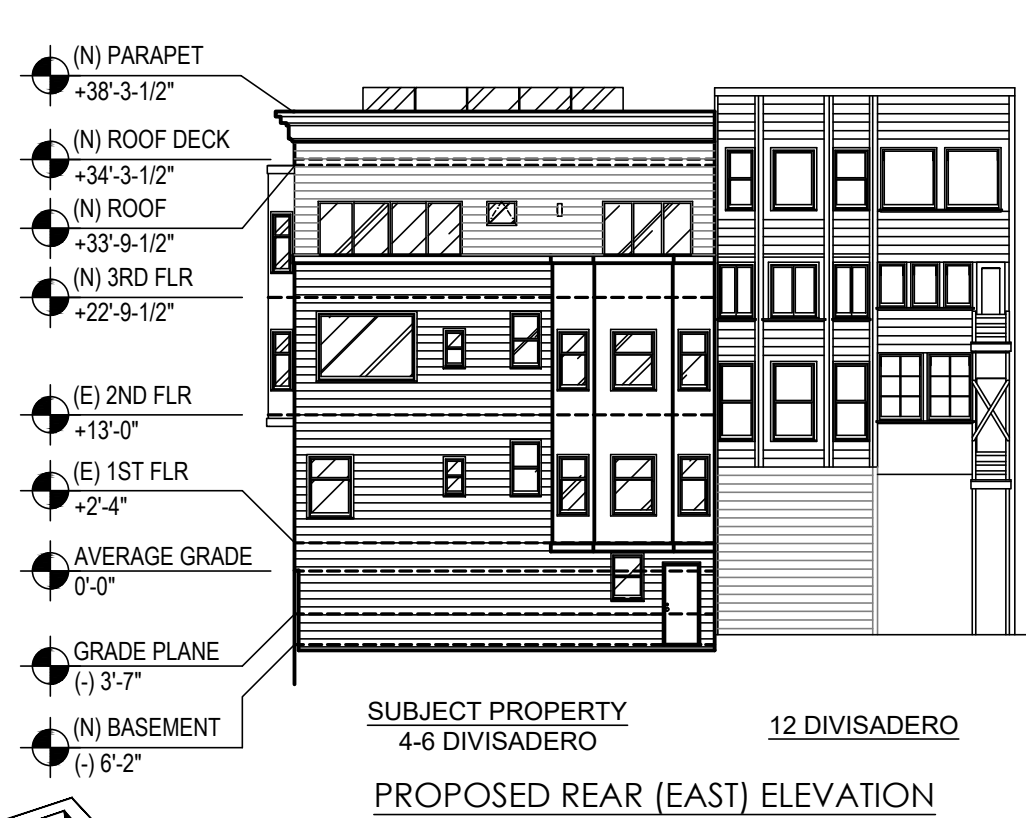 (N) PARAPET
+38'-3-1/2"
(N) ROOF DECK
+34'-3-1/2"
(N) ROOF
+33'-9-1/2"
(N) 3RD FLR
+22'-9-1/2"
(E) 2ND FLR
+13'-0"
(E) 1ST FLR
+2'-4"
AVERAGE GRADE
0'-0"
GRADE PLANE
(-) 3'-7"
(N) BASEMENT
(-) 6'-2"
SUBJECT PROPERTY
4-6 DIVISADERO
12 DIVISADERO
PROPOSED REAR (EAST) ELEVATION